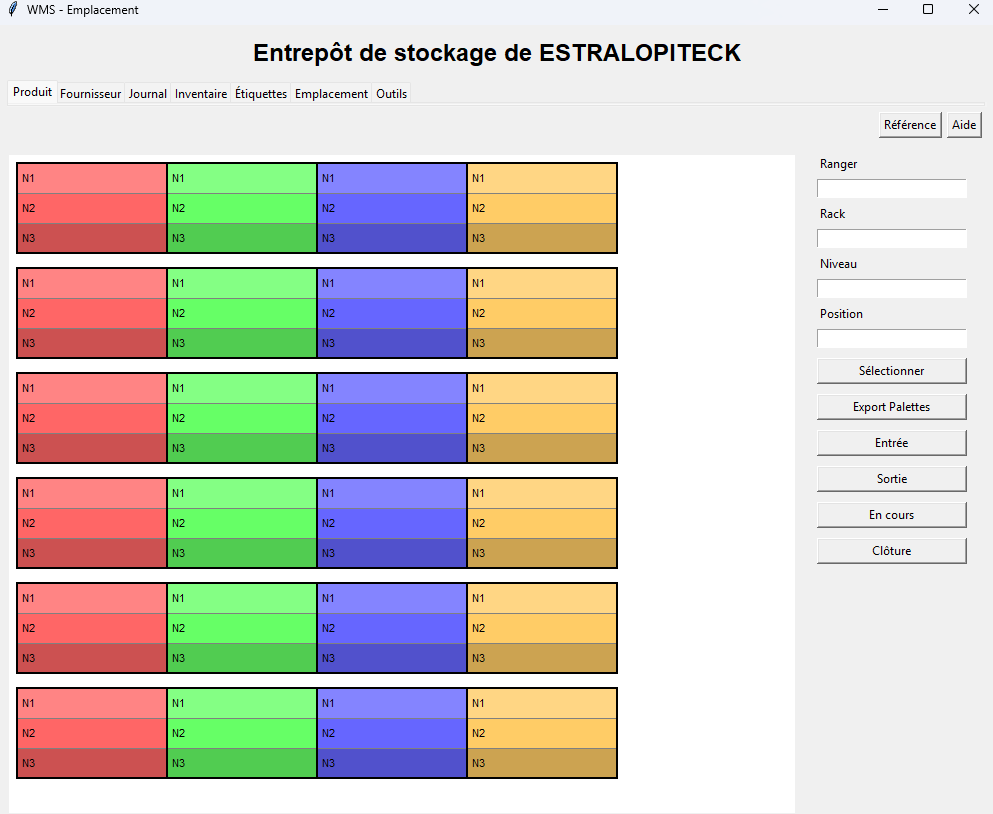 WMS - Emplacement
Entrepôt de stockage de ESTRALOPITECK
Produit Fournisseur Journal Inventaire Étiquettes Emplacement Outils
Référence Aide
N1 N1 N1 N1
N2 N2 N2 N2
N3 N3 N3 N3
N1 N1 N1 N1
N2 N2 N2 N2
N3 N3 N3 N3
N1 N1 N1 N1
N2 N2 N2 N2
N3 N3 N3 N3
N1 N1 N1 N1
N2 N2 N2 N2
N3 N3 N3 N3
N1 N1 N1 N1
N2 N2 N2 N2
N3 N3 N3 N3
N1 N1 N1 N1
N2 N2 N2 N2
N3 N3 N3 N3
Ranger
Rack
Niveau
Position
Sélectionner
Export Palettes
Entrée
Sortie
En cours
Clôture